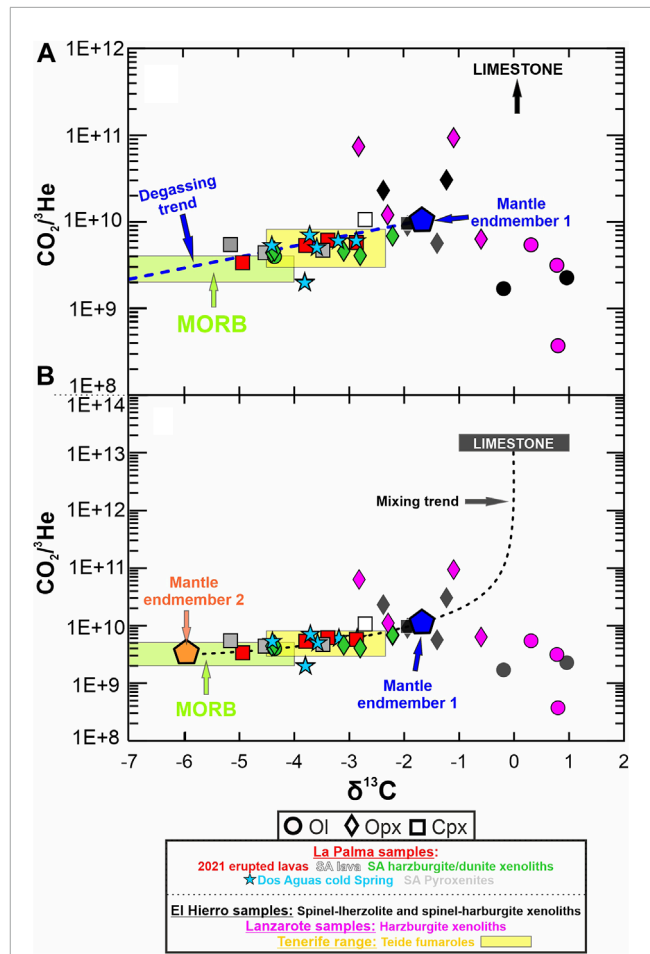 A
1E+12
1E+11
1E+10
1E+9
1E+8
CO₂/³He
LIMESTONE
Degassing
trend
Mantle
endmember 1
MORB
B
1E+14
1E+13
1E+12
1E+11
1E+10
1E+9
1E+8
CO₂/³He
LIMESTONE
Mixing trend
Mantle
endmember 2
MORB
Mantle
endmember 1
-7 -6 -5 -4 -3 -2 -1 0 1 2
δ¹³C
Ol Opx Cpx
La Palma samples:
2021 erupted lavas SA lava SA harzburgite/dunite xenoliths
Dos Aguas cold Spring SA Pyroxenites
El Hierro samples: Spinel-lherzolite and spinel-harburgite xenoliths
Lanzarote samples: Harzburgite xenoliths
Tenerife range: Teide fumaroles